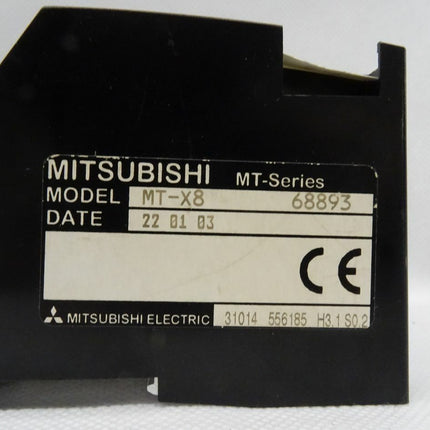 MITSUBISHI MT-Series
MODEL MT-X8 68893
DATE 22 01 03
CE
MITSUBISHI ELECTRIC 31014 556185 H3.1 S0.2